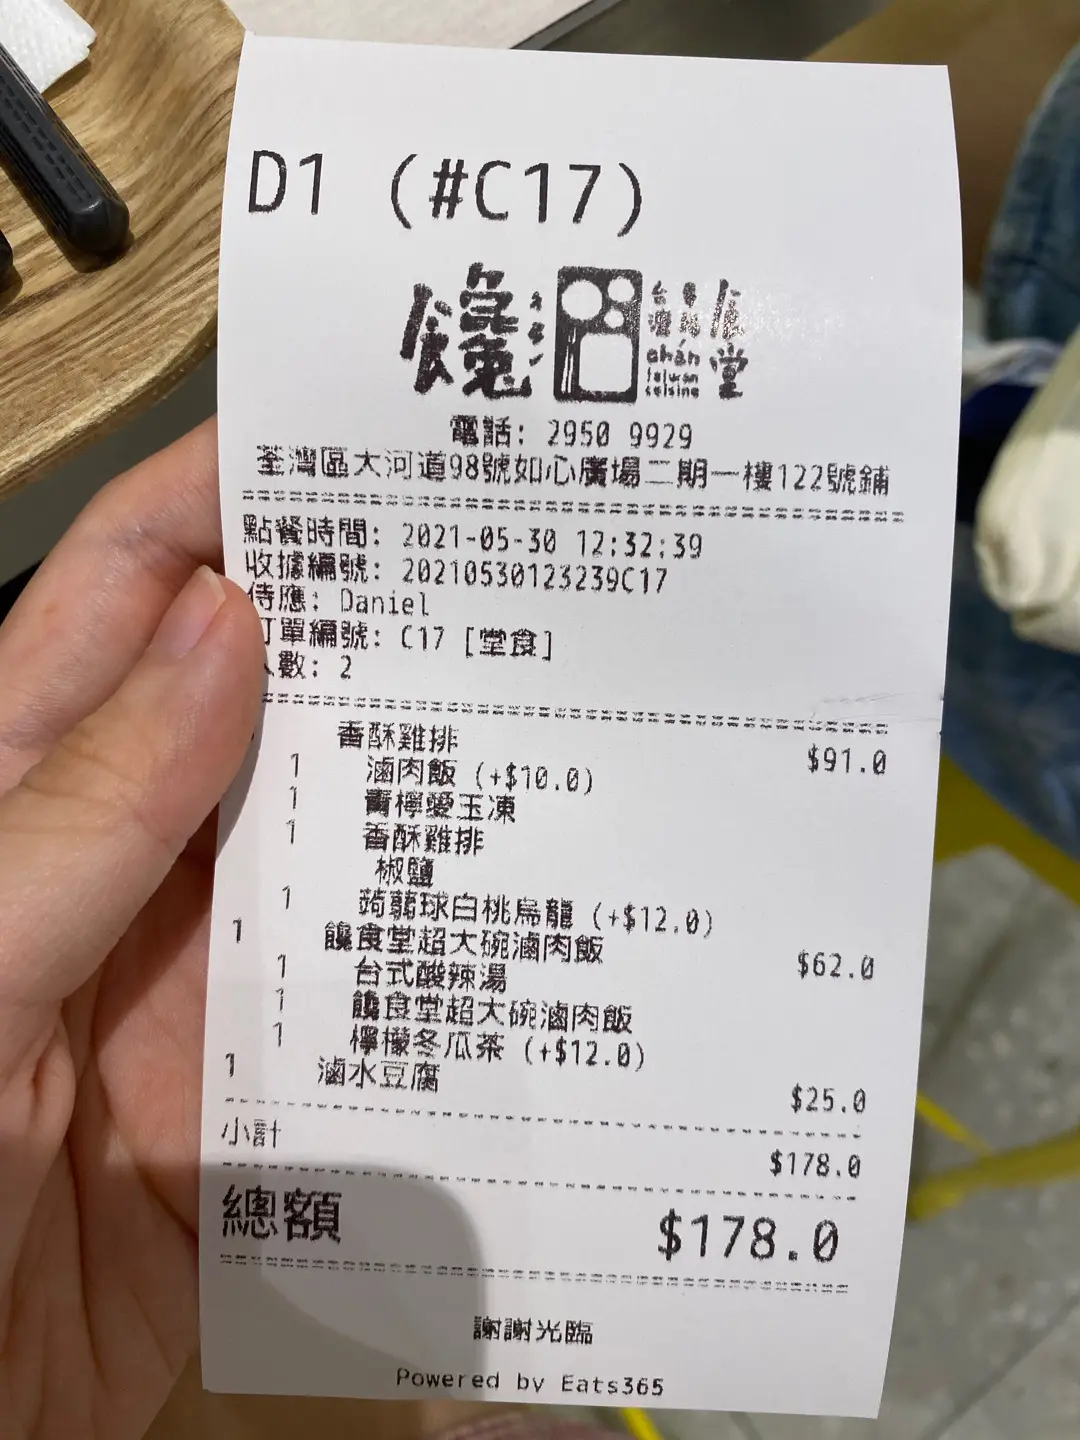 D1 (#C17)
饞 食堂
chán
taiwan
cuisine
電話: 2950 9929
荃灣區大河道98號如心廣場二期一樓122號鋪
點餐時間: 2021-05-30 12:32:39
收據編號: 20210530123239C17
侍應: Daniel
訂單編號: C17 [堂食]
人數: 2
香酥雞排 $91.0
1 滷肉飯 (+$10.0)
1 青檸愛玉凍
1 香酥雞排
椒鹽
1 蒟蒻球白桃烏龍 (+$12.0)
1 饞食堂超大碗滷肉飯 $62.0
1 台式酸辣湯
1 饞食堂超大碗滷肉飯
1 檸檬冬瓜茶 (+$12.0)
1 滷水豆腐 $25.0
小計 $178.0
總額 $178.0
謝謝光臨
Powered by Eats365